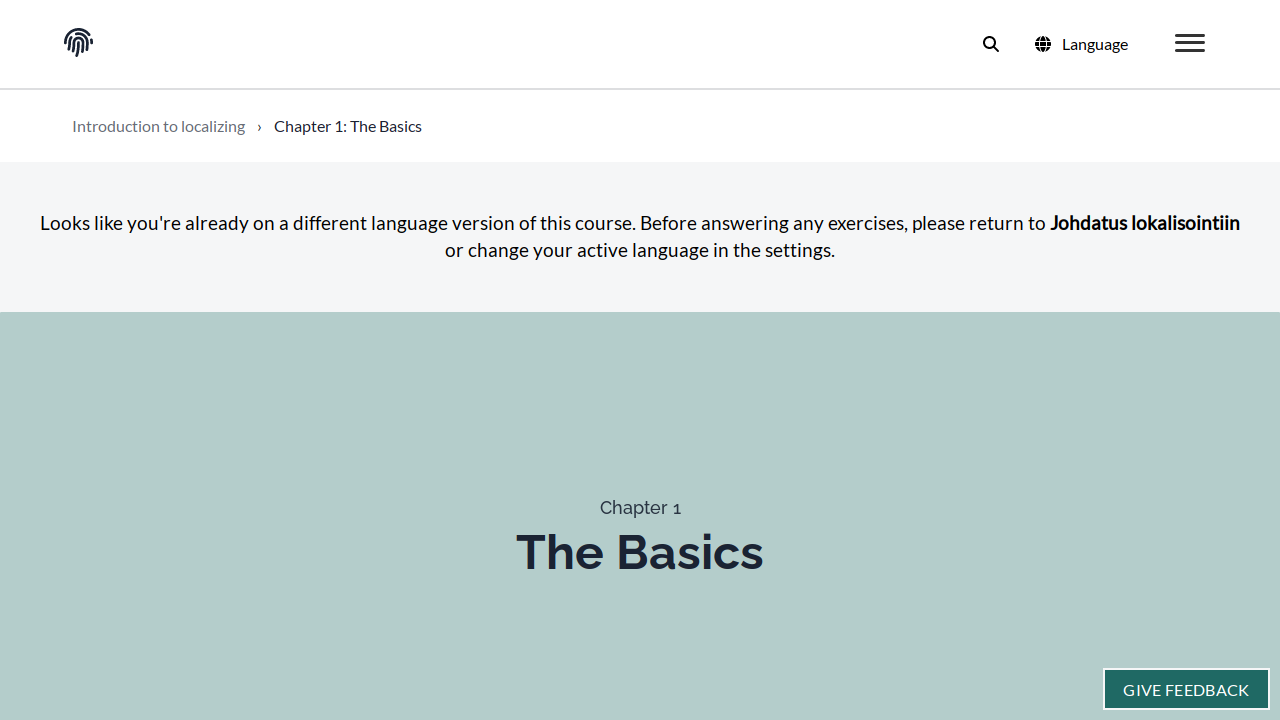 Language
Introduction to localizing › Chapter 1: The Basics
Looks like you're already on a different language version of this course. Before answering any exercises, please return to Johdatus lokalisointiin
or change your active language in the settings.
Chapter 1
The Basics
GIVE FEEDBACK